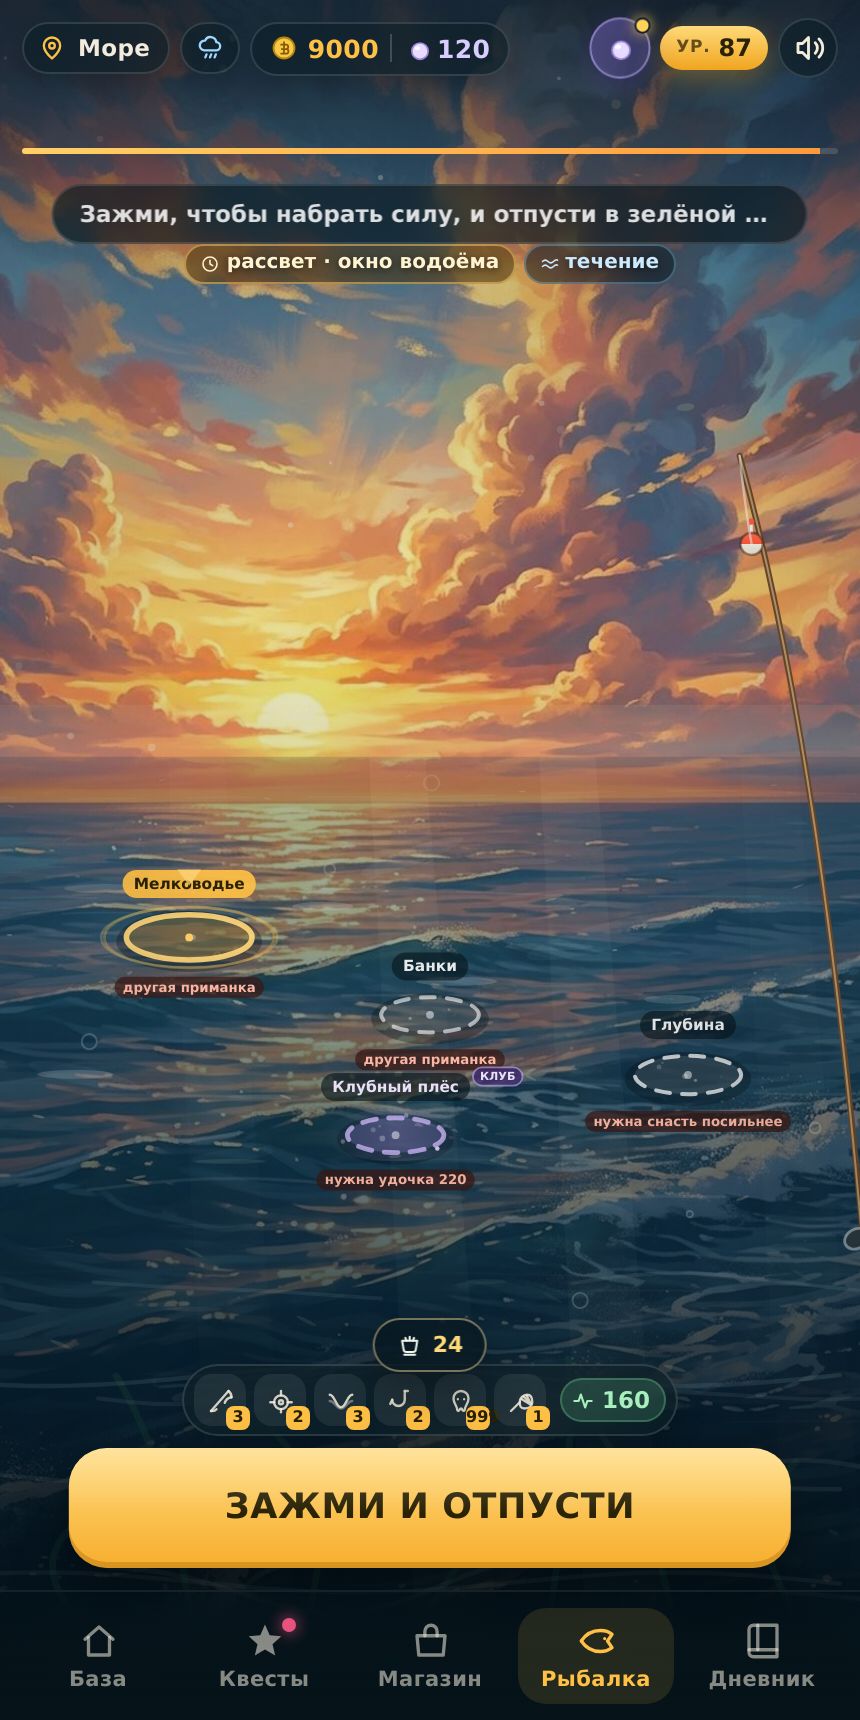 Море
9000
120
УР. 87
Зажми, чтобы набрать силу, и отпусти в зелёной ...
рассвет · окно водоёма
течение
Мелководье
другая приманка
Банки
другая приманка
Глубина
нужна снасть посильнее
Клубный плёс
КЛУБ
нужна удочка 220
24
3
2
3
2
99
1
160
ЗАЖМИ И ОТПУСТИ
База
Квесты
Магазин
Рыбалка
Дневник